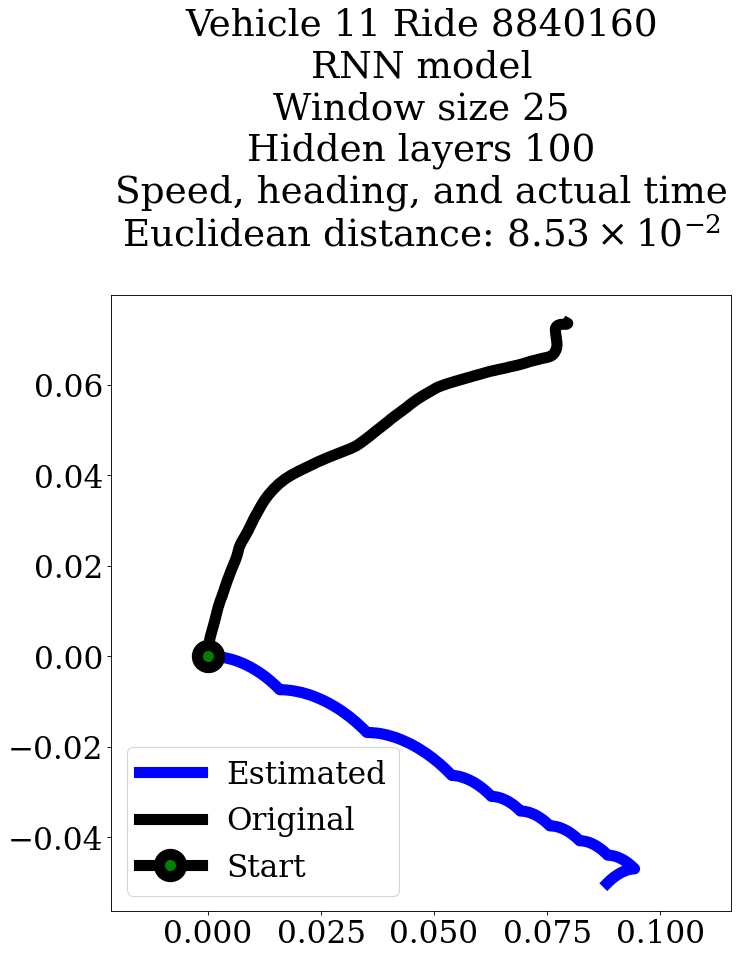 Vehicle 11 Ride 8840160
RNN model
Window size 25
Hidden layers 100
Speed, heading, and actual time
Euclidean distance: 8.53 × 10⁻²
0.06
0.04
0.02
0.00
−0.02
−0.04
Estimated
Original
Start
0.000 0.025 0.050 0.075 0.100